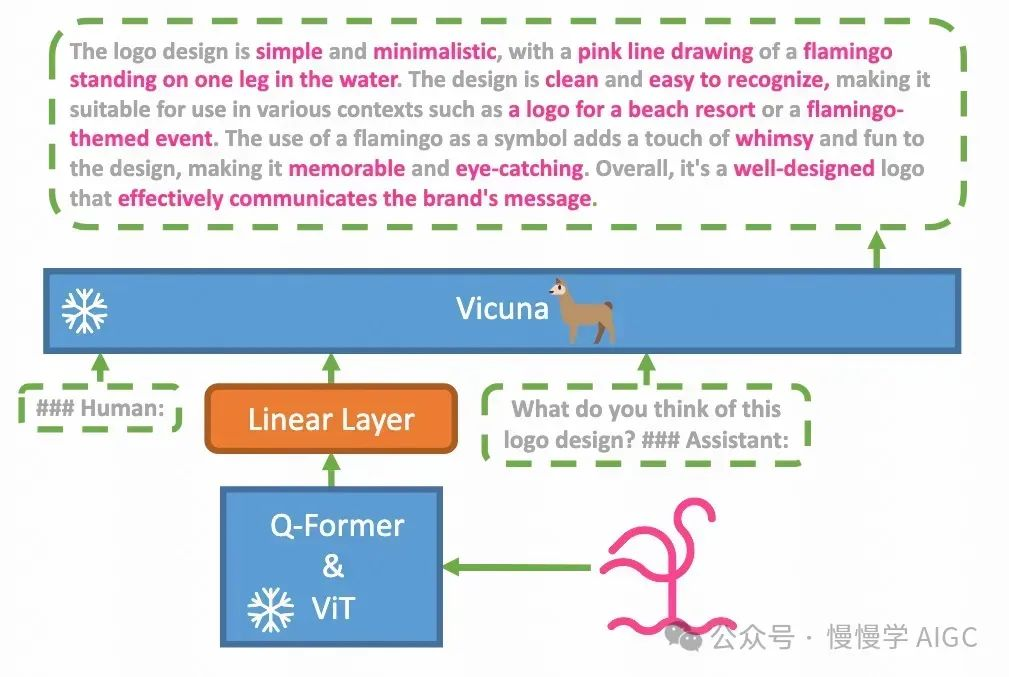 The logo design is simple and minimalistic, with a pink line drawing of a flamingo
standing on one leg in the water. The design is clean and easy to recognize, making it
suitable for use in various contexts such as a logo for a beach resort or a flamingo-
themed event. The use of a flamingo as a symbol adds a touch of whimsy and fun to
the design, making it memorable and eye-catching. Overall, it's a well-designed logo
that effectively communicates the brand's message.
Vicuna
### Human:
Linear Layer
What do you think of this
logo design? ### Assistant:
Q-Former
&
ViT
公众号 · 慢慢学 AIGC